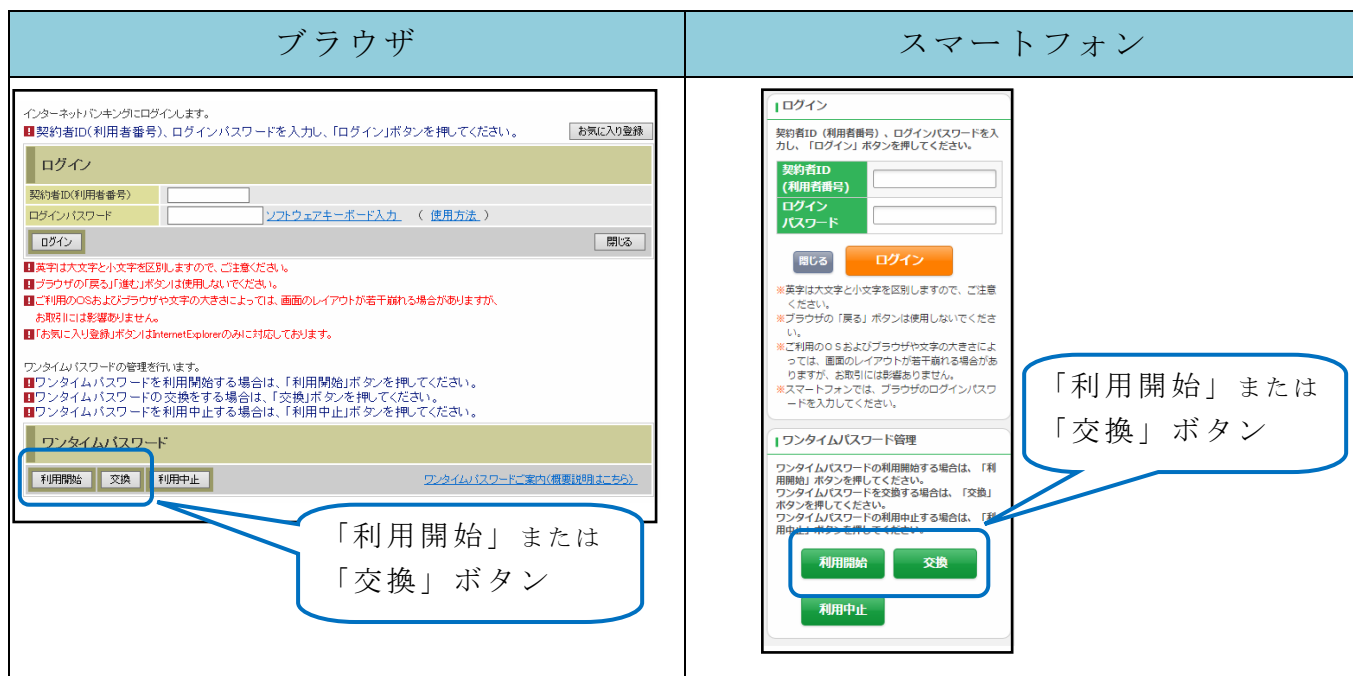 ブラウザ
インターネットバンキングにログインします。
契約者ID(利用者番号)、ログインパスワードを入力し、「ログイン」ボタンを押してください。
お気に入り登録
ログイン
契約者ID(利用者番号)
ログインパスワード
ソフトウェアキーボード入力 ( 使用方法 )
ログイン
閉じる
英字は大文字と小文字を区別しますので、ご注意ください。
ブラウザの「戻る」「進む」ボタンは使用しないでください。
ご利用のOSおよびブラウザや文字の大きさによっては、画面のレイアウトが若干崩れる場合がありますが、
お取引には影響ありません。
「お気に入り登録」ボタンはInternetExplorerのみに対応しております。
ワンタイムパスワードの管理を行います。
ワンタイムパスワードを利用開始する場合は、「利用開始」ボタンを押してください。
ワンタイムパスワードの交換をする場合は、「交換」ボタンを押してください。
ワンタイムパスワードを利用中止する場合は、「利用中止」ボタンを押してください。
ワンタイムパスワード
利用開始 交換 利用中止
ワンタイムパスワードご案内(概要説明はこちら)
「利用開始」または
「交換」ボタン
スマートフォン
ログイン
契約者ID(利用者番号)、ログインパスワードを入
力し、「ログイン」ボタンを押してください。
契約者ID
(利用者番号)
ログイン
パスワード
閉じる ログイン
※英字は大文字と小文字を区別しますので、ご注意
ください。
※ブラウザの「戻る」ボタンは使用しないでくださ
い。
※ご利用のOSおよびブラウザや文字の大きさによ
っては、画面のレイアウトが若干崩れる場合があ
りますが、お取引には影響ありません。
※スマートフォンでは、ブラウザのログインパスワ
ードを入力してください。
ワンタイムパスワード管理
ワンタイムパスワードの利用開始する場合は、「利
用開始」ボタンを押してください。
ワンタイムパスワードを交換する場合は、「交換」
ボタンを押してください。
ワンタイムパスワードの利用中止する場合は、「利
用中止」ボタンを押してください。
利用開始 交換
利用中止
「利用開始」または
「交換」ボタン